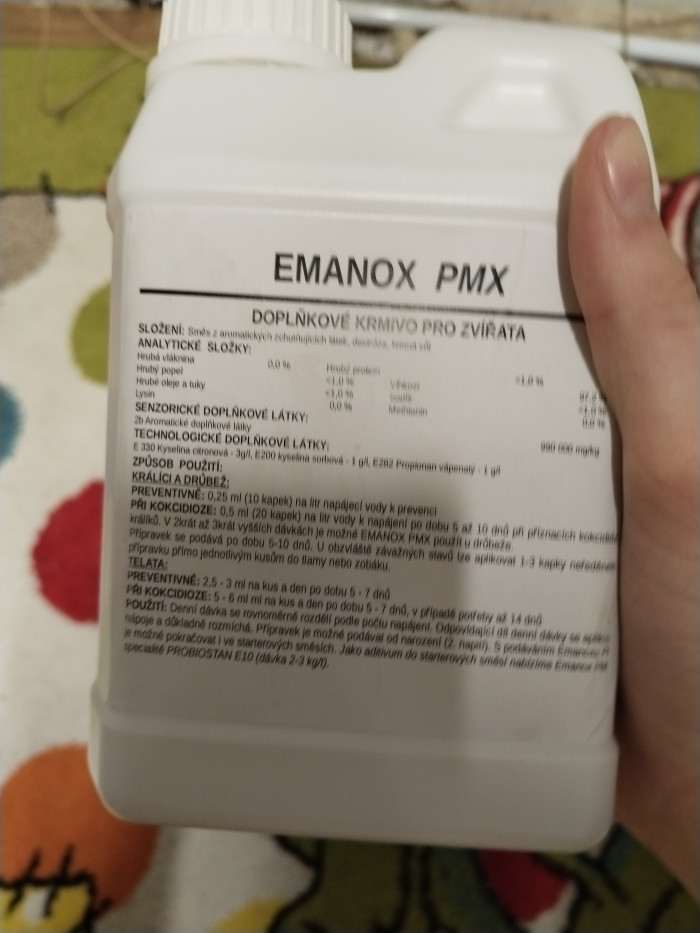 EMANOX PMX
DOPLŇKOVÉ KRMIVO PRO ZVÍŘATA
SLOŽENÍ: Směs z aromatických zchutňujících látek, dextróza,
ANALYTICKÉ SLOŽKY:
Hrubá vláknina 0,0 % Hrubý protein <1,0 % Vlhkost
Hrubý popel <1,0 %
Hrubé oleje a tuky <1,0 %
Lysin 0,0 % Methionin 0,0 %
SENZORICKÉ DOPLŇKOVÉ LÁTKY:
2b Aromatické doplňkové látky 990 000 mg/kg
TECHNOLOGICKÉ DOPLŇKOVÉ LÁTKY:
E 330 Kyselina citronová - 3g/l, E200 kyselina sorbová - 1 g/l, E282 Propionan vápenatý - 1 g/l
ZPŮSOB POUŽITÍ:
KRÁLÍCI A DRŮBEŽ:
PREVENTIVNĚ: 0,25 ml (10 kapek) na litr napájecí vody k prevenci
PŘI KOKCIDIOZE: 0,5 ml (20 kapek) na litr vody k napájení po dobu 5 až 10 dnů při příznacích
králíků. V 2krát až 3krát vyšších dávkách je možné EMANOX PMX použít u drůbeže.
Přípravek se podává po dobu 5-10 dnů. U obzvláště závažných stavů lze aplikovat 1-3 kapky
přípravku přímo jednotlivým kusům do tlamy nebo zobáku.
TELATA:
PREVENTIVNĚ: 2,5 - 3 ml na kus a den po dobu 5 - 7 dnů
PŘI KOKCIDIOZE: 5 - 6 ml ml na kus a den po dobu 5 - 7 dnů, v případě potřeby až 14 dnů
POUŽITÍ: Denní dávka se rovnoměrně rozdělí podle počtu napájení. Odpovídající díl denní dávky se
nápoje a důkladně rozmíchá. Přípravek je možné podávat od narození (2. napití). S podáváním
je možné pokračovat i ve starterových směsích. Jako aditivum do starterových směsí nabízíme Emanox
specialitě PROBIOSTAN E10 (dávka 2-3 kg/t).